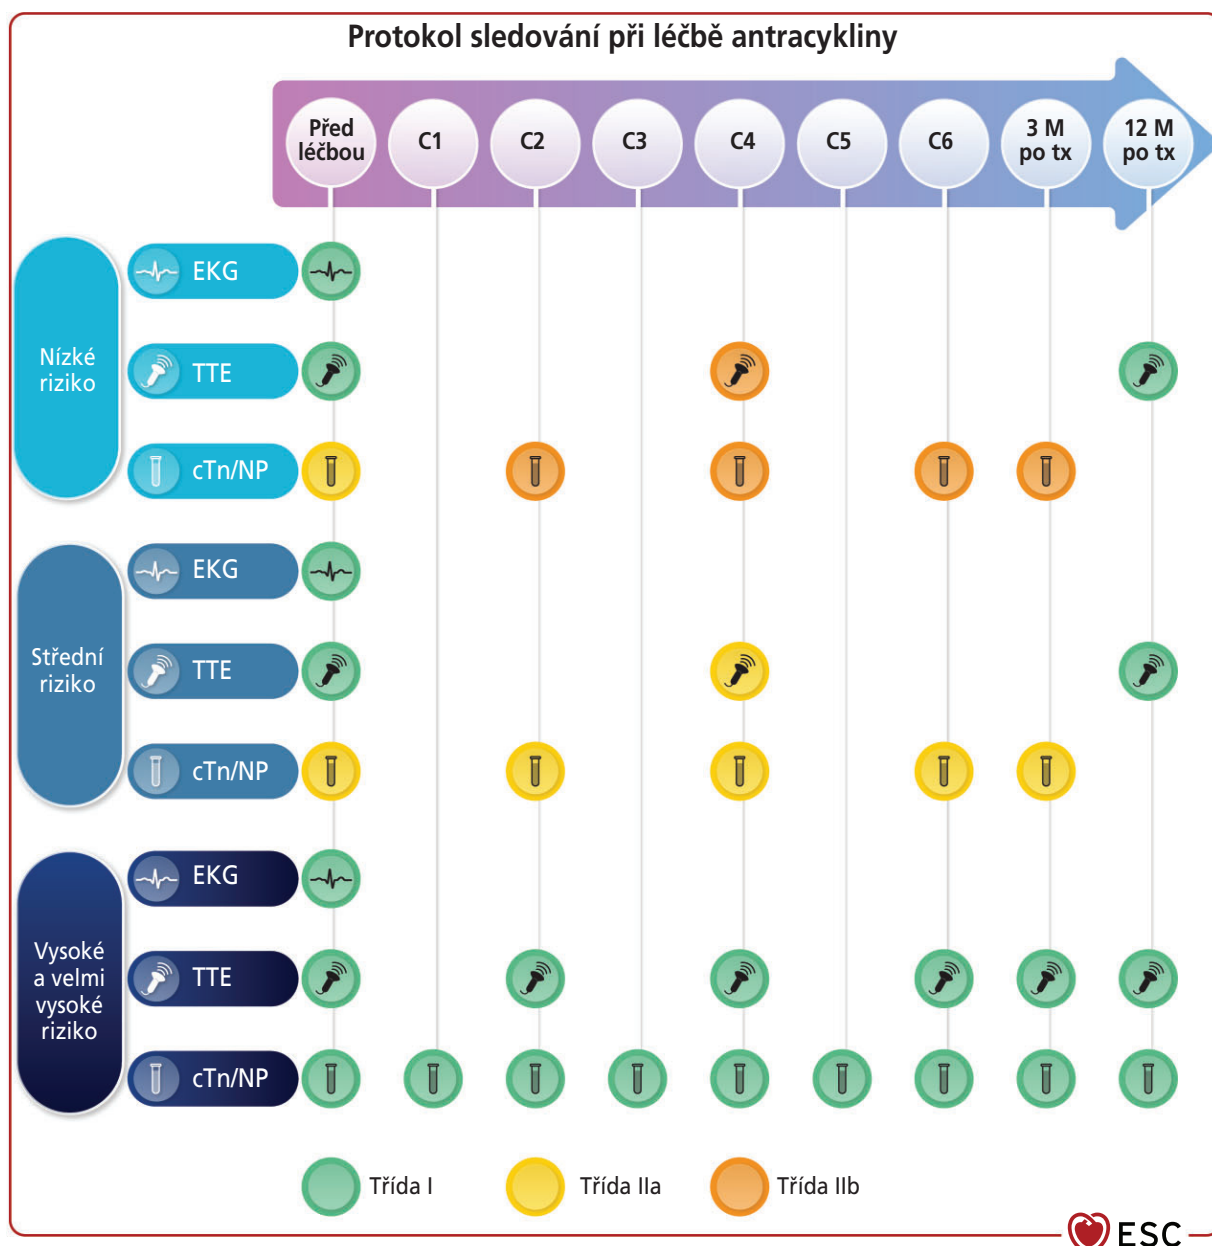 Protokol sledování při léčbě antracykliny
Před
léčbou
C1
C2
C3
C4
C5
C6
3 M
po tx
12 M
po tx
Nízké
riziko
EKG
TTE
cTn/NP
Střední
riziko
EKG
TTE
cTn/NP
Vysoké
a velmi
vysoké
riziko
EKG
TTE
cTn/NP
Třída I
Třída IIa
Třída IIb
ESC